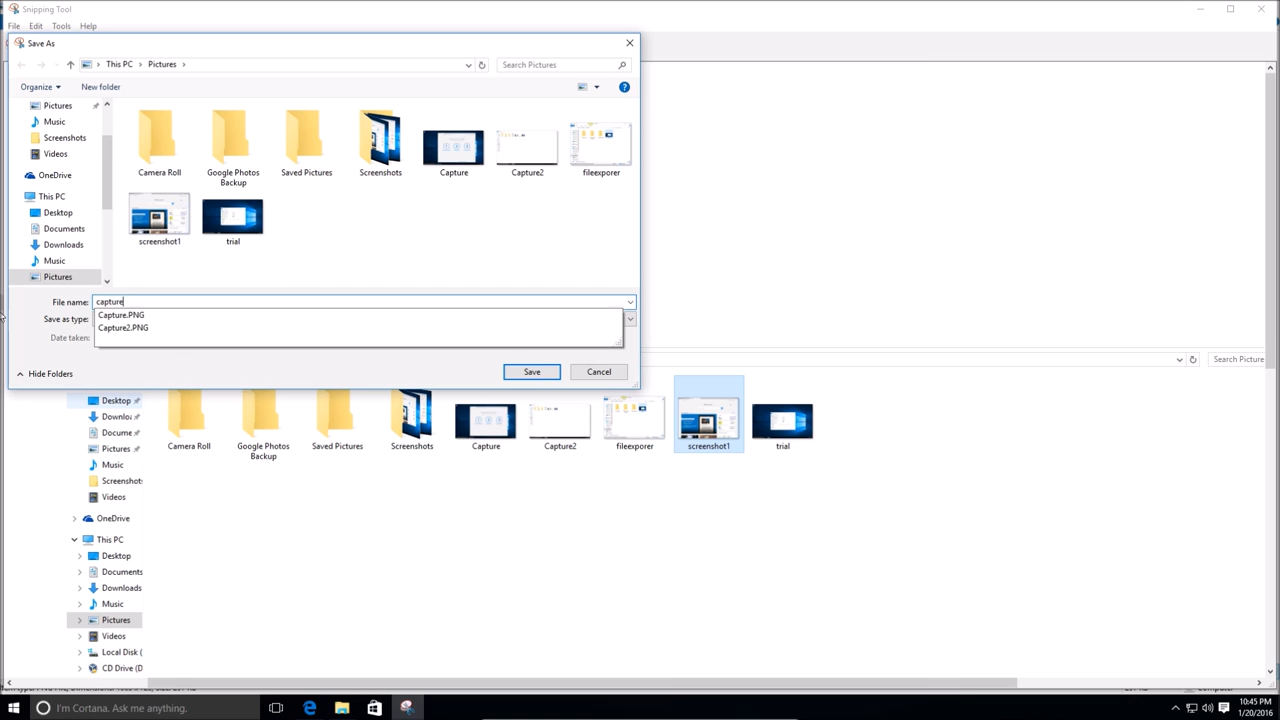 Snipping Tool
File Edit Tools Help
Save As
This PC Pictures
Search Pictures
Organize New folder
Pictures
Music
Screenshots
Videos
OneDrive
This PC
Desktop
Documents
Downloads
Music
Pictures
Camera Roll
Google Photos
Backup
Saved Pictures
Screenshots
Capture
Capture2
fileexporer
screenshot1
trial
File name: capture
Save as type:
Date taken:
Capture.PNG
Capture2.PNG
Hide Folders
Save
Cancel
Search Picture
Desktop
Downloa
Docume
Pictures
Music
Screenshot
Videos
OneDrive
This PC
Desktop
Documents
Downloads
Music
Pictures
Videos
Local Disk (
CD Drive (D
Camera Roll
Google Photos
Backup
Saved Pictures
Screenshots
Capture
Capture2
fileexporer
screenshot1
trial
I'm Cortana. Ask me anything.
10:45 PM
1/20/2016